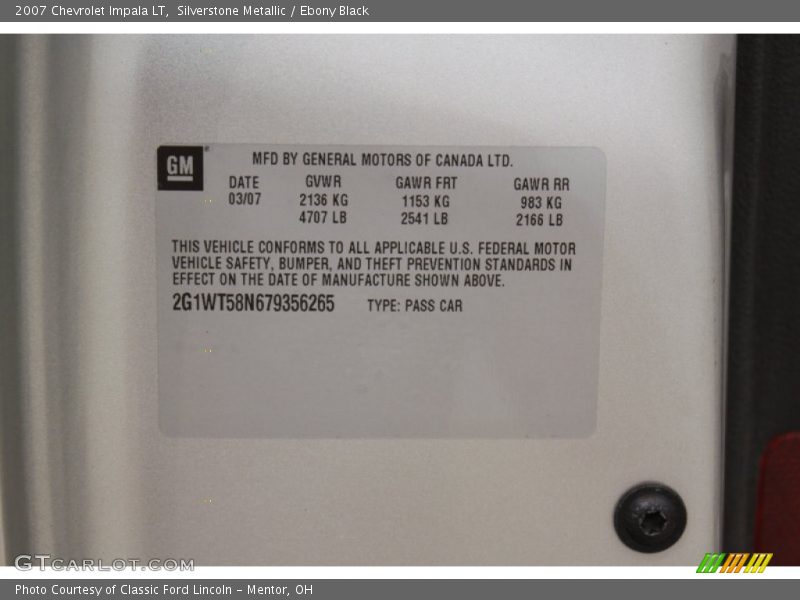 2007 Chevrolet Impala LT, Silverstone Metallic / Ebony Black
GM
MFD BY GENERAL MOTORS OF CANADA LTD.
DATE GVWR GAWR FRT GAWR RR
03/07 2136 KG 1153 KG 983 KG
4707 LB 2541 LB 2166 LB
THIS VEHICLE CONFORMS TO ALL APPLICABLE U.S. FEDERAL MOTOR
VEHICLE SAFETY, BUMPER, AND THEFT PREVENTION STANDARDS IN
EFFECT ON THE DATE OF MANUFACTURE SHOWN ABOVE.
2G1WT58N679356265 TYPE: PASS CAR
GTCARLOT.COM
Photo Courtesy of Classic Ford Lincoln - Mentor, OH